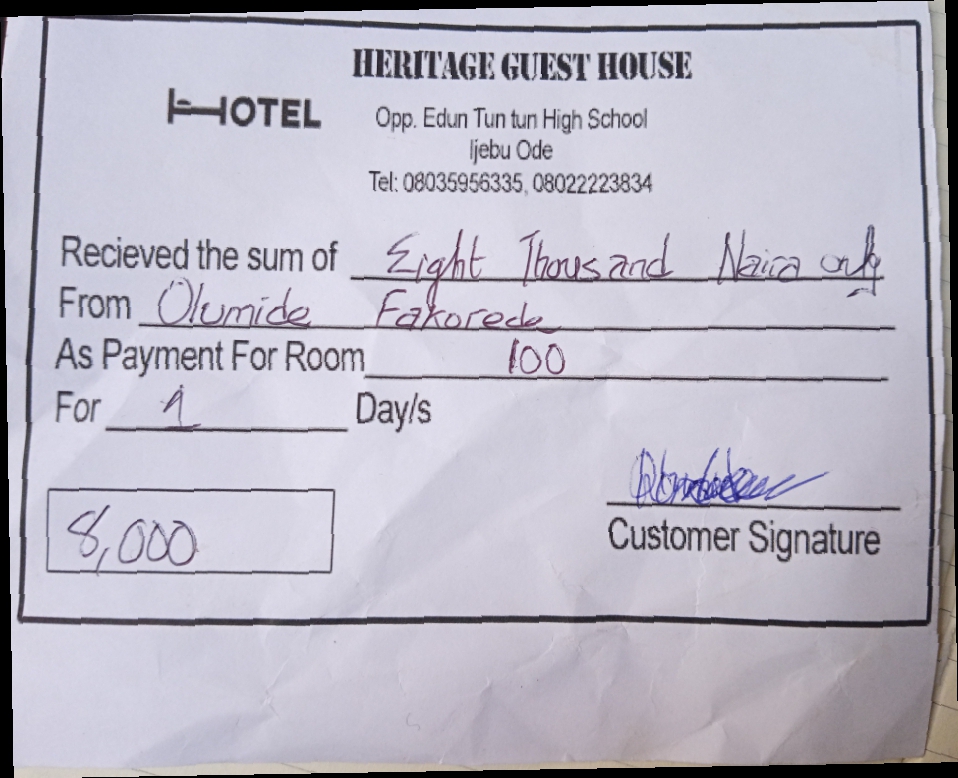 HERITAGE GUEST HOUSE
HOTEL
Opp. Edun Tun tun High School
Ijebu Ode
Tel: 08035956335, 08022223834
Recieved the sum of Eight Thousand Naira only
From Olumide Fakorede
As Payment For Room 100
For 1 Day/s
8,000
Customer Signature